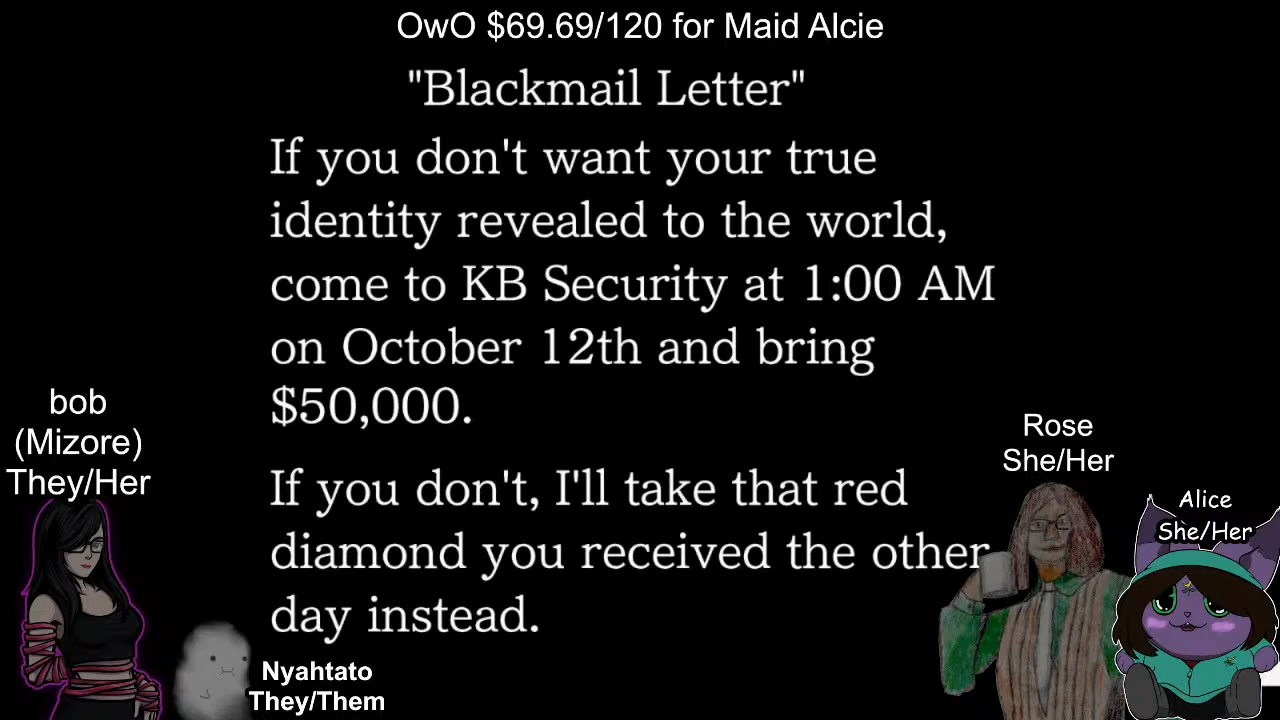 OwO $69.69/120 for Maid Alcie
"Blackmail Letter"
If you don't want your true
identity revealed to the world,
come to KB Security at 1:00 AM
on October 12th and bring
$50,000.
If you don't, I'll take that red
diamond you received the other
day instead.
bob
(Mizore)
They/Her
Nyahtato
They/Them
Rose
She/Her
Alice
She/Her